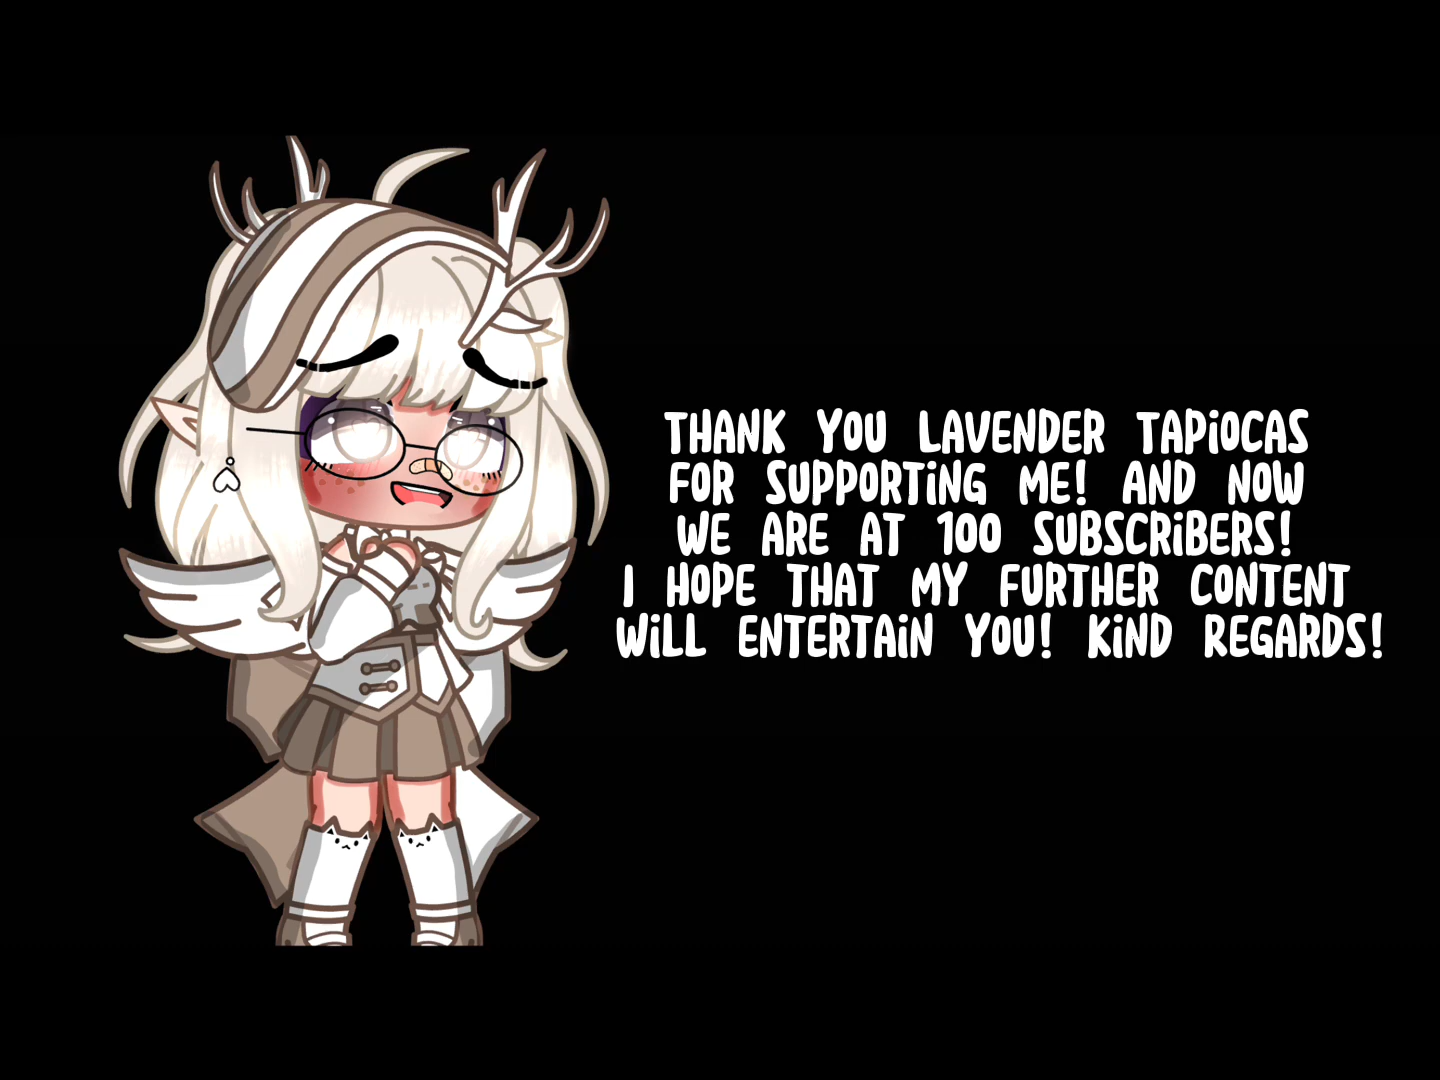 THANK YOU LAVENDER TAPiOCAS
FOR SUPPORTiNG ME! AND NOW
WE ARE AT 100 SUBSCRiBERS!
I HOPE THAT MY FURTHER CONTENT
WiLL ENTERTAiN YOU! KiND REGARDS!